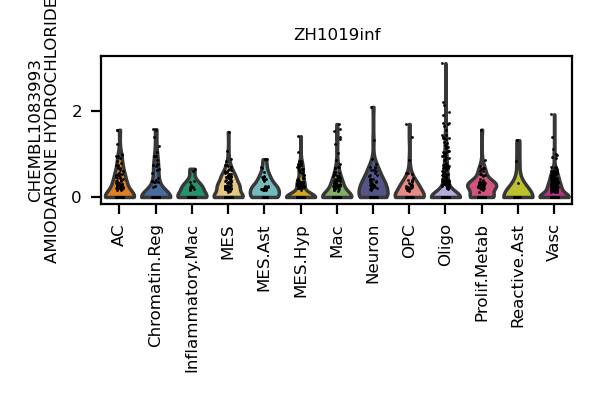 ZH1019inf
CHEMBL1083993
AMIODARONE HYDROCHLORIDE
2
0
AC
Chromatin.Reg
Inflammatory.Mac
MES
MES.Ast
MES.Hyp
Mac
Neuron
OPC
Oligo
Prolif.Metab
Reactive.Ast
Vasc